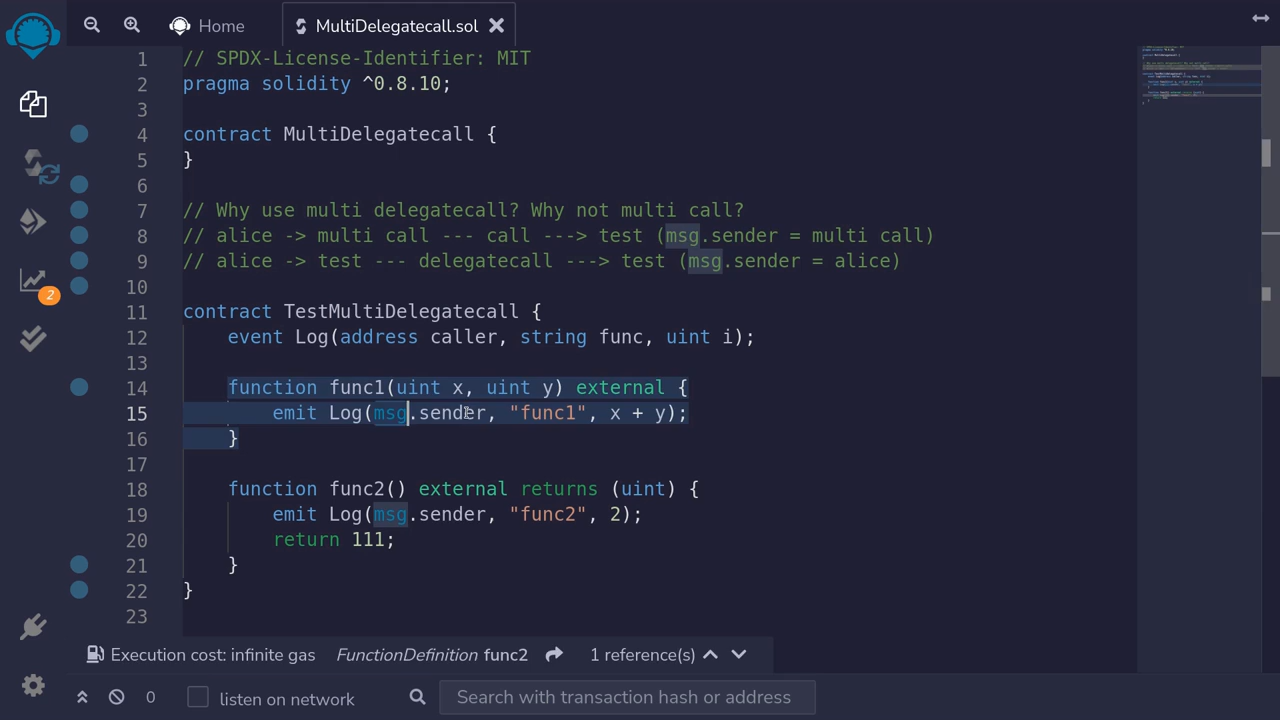 Home
MultiDelegatecall.sol
1 // SPDX-License-Identifier: MIT
2 pragma solidity ^0.8.10;
3
4 contract MultiDelegatecall {
5 }
6
7 // Why use multi delegatecall? Why not multi call?
8 // alice -> multi call --- call ---> test (msg.sender = multi call)
9 // alice -> test --- delegatecall ---> test (msg.sender = alice)
10
11 contract TestMultiDelegatecall {
12     event Log(address caller, string func, uint i);
13
14     function func1(uint x, uint y) external {
15         emit Log(msg.sender, "func1", x + y);
16     }
17
18     function func2() external returns (uint) {
19         emit Log(msg.sender, "func2", 2);
20         return 111;
21     }
22 }
23
2
Execution cost: infinite gas FunctionDefinition func2 1 reference(s)
0 listen on network Search with transaction hash or address